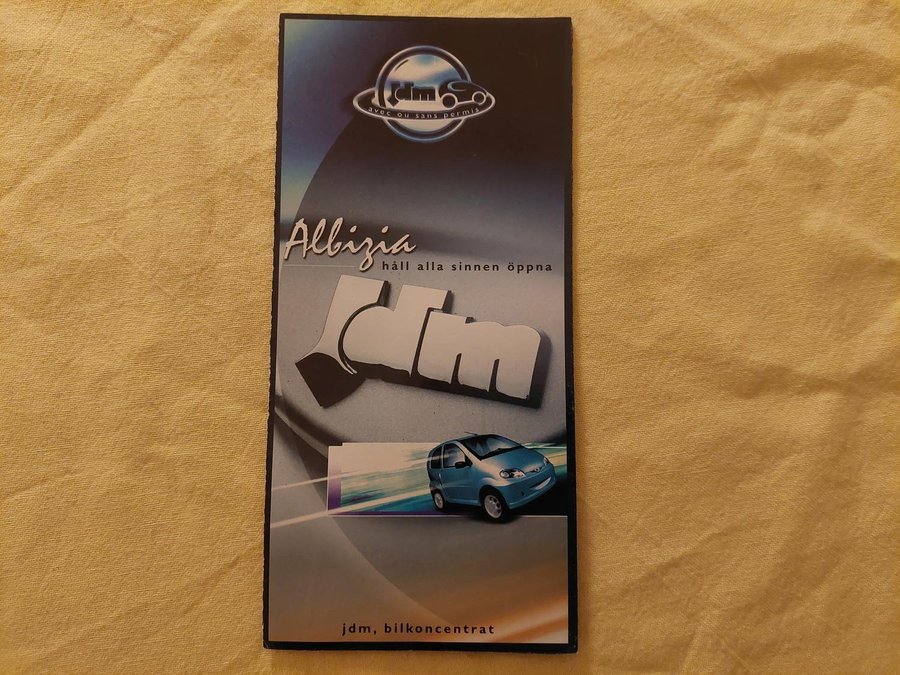 Jdm
avec ou sans permis
Albizia
håll alla sinnen öppna
Jdm
jdm, bilkoncentrat